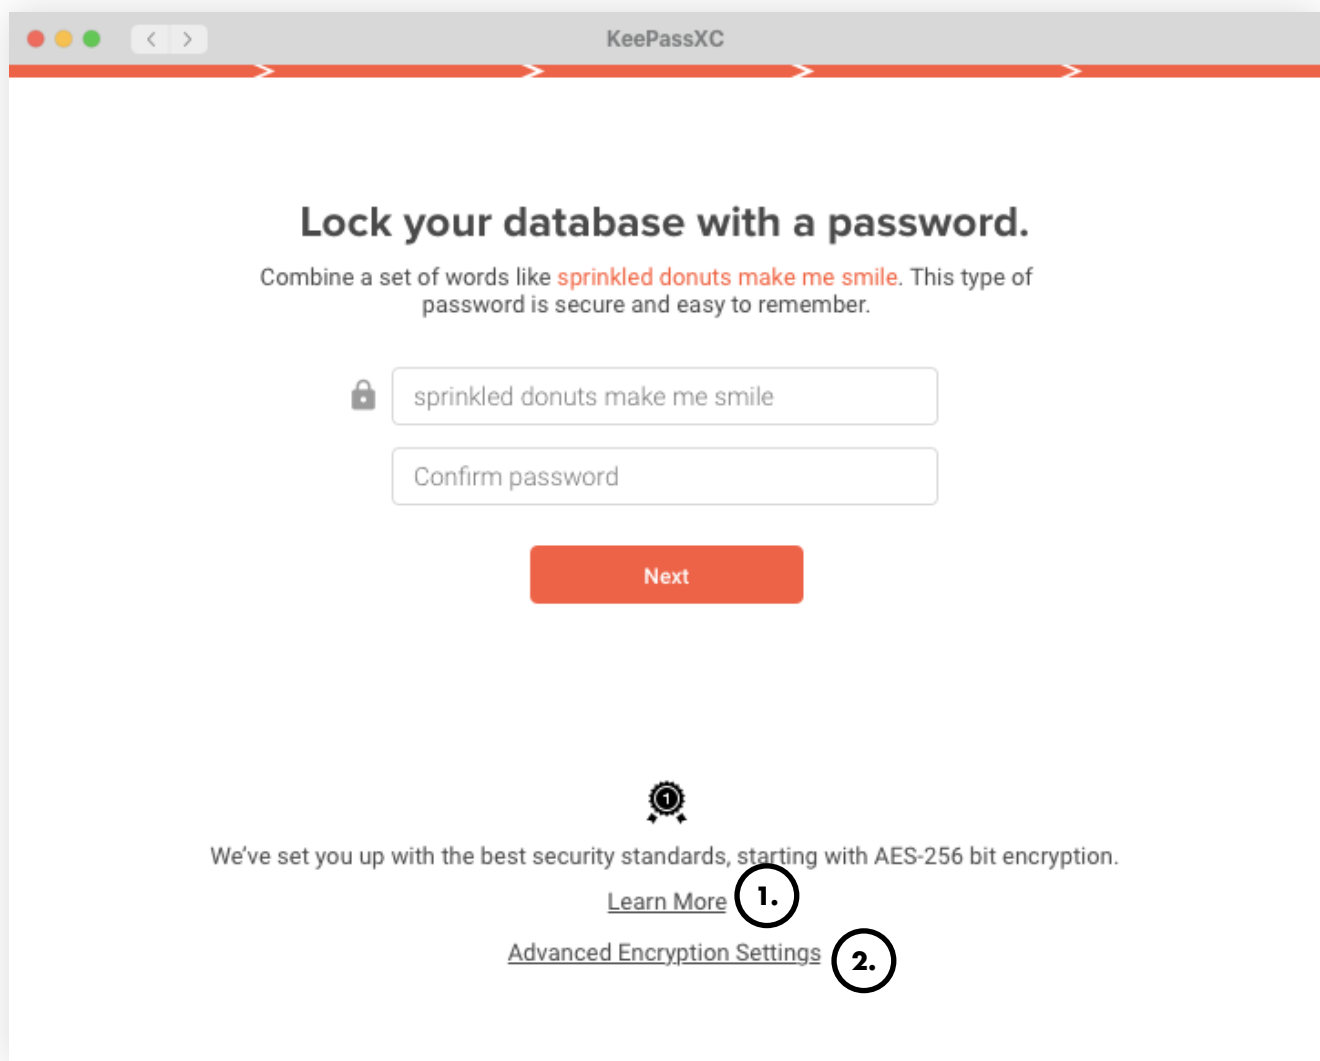 KeePassXC
Lock your database with a password.
Combine a set of words like sprinkled donuts make me smile. This type of
password is secure and easy to remember.
sprinkled donuts make me smile
Confirm password
Next
1
We’ve set you up with the best security standards, starting with AES-256 bit encryption.
Learn More 1.
Advanced Encryption Settings 2.